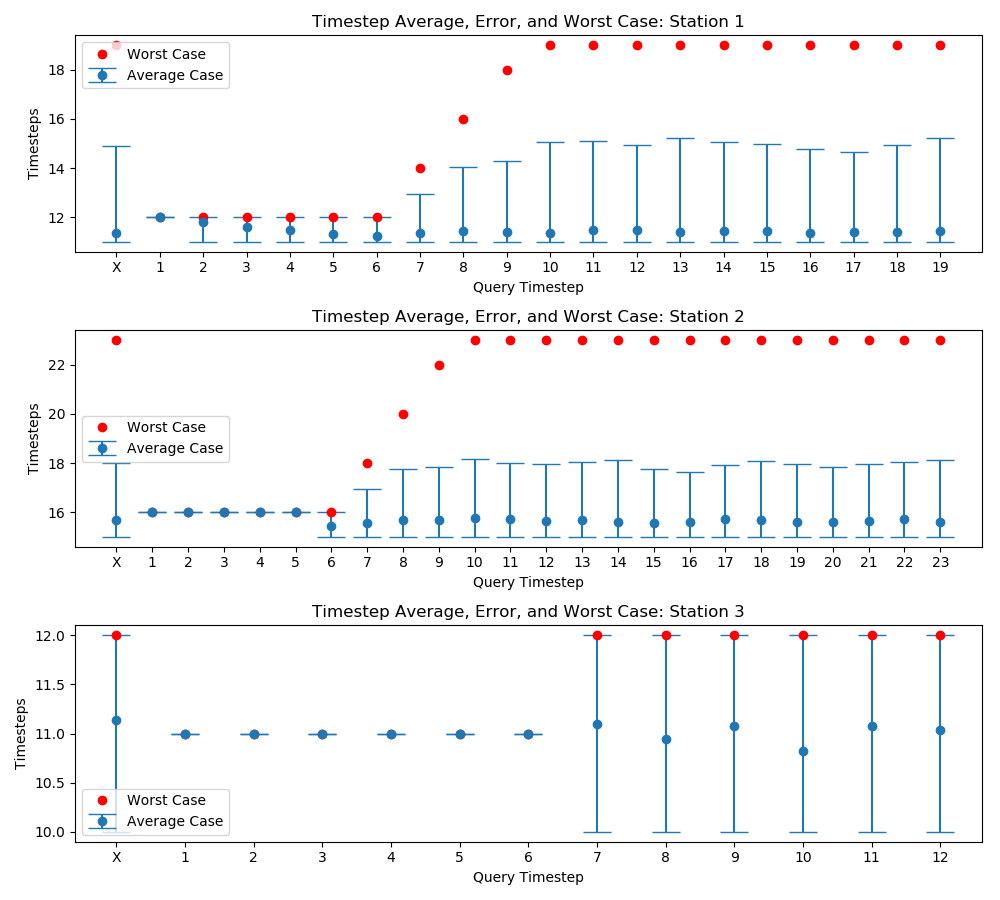 Timestep Average, Error, and Worst Case: Station 1
Timesteps
18
16
14
12
Worst Case
Average Case
X 1 2 3 4 5 6 7 8 9 10 11 12 13 14 15 16 17 18 19
Query Timestep
Timestep Average, Error, and Worst Case: Station 2
Timesteps
22
20
18
16
Worst Case
Average Case
X 1 2 3 4 5 6 7 8 9 10 11 12 13 14 15 16 17 18 19 20 21 22 23
Query Timestep
Timestep Average, Error, and Worst Case: Station 3
Timesteps
12.0
11.5
11.0
10.5
10.0
Worst Case
Average Case
X 1 2 3 4 5 6 7 8 9 10 11 12
Query Timestep